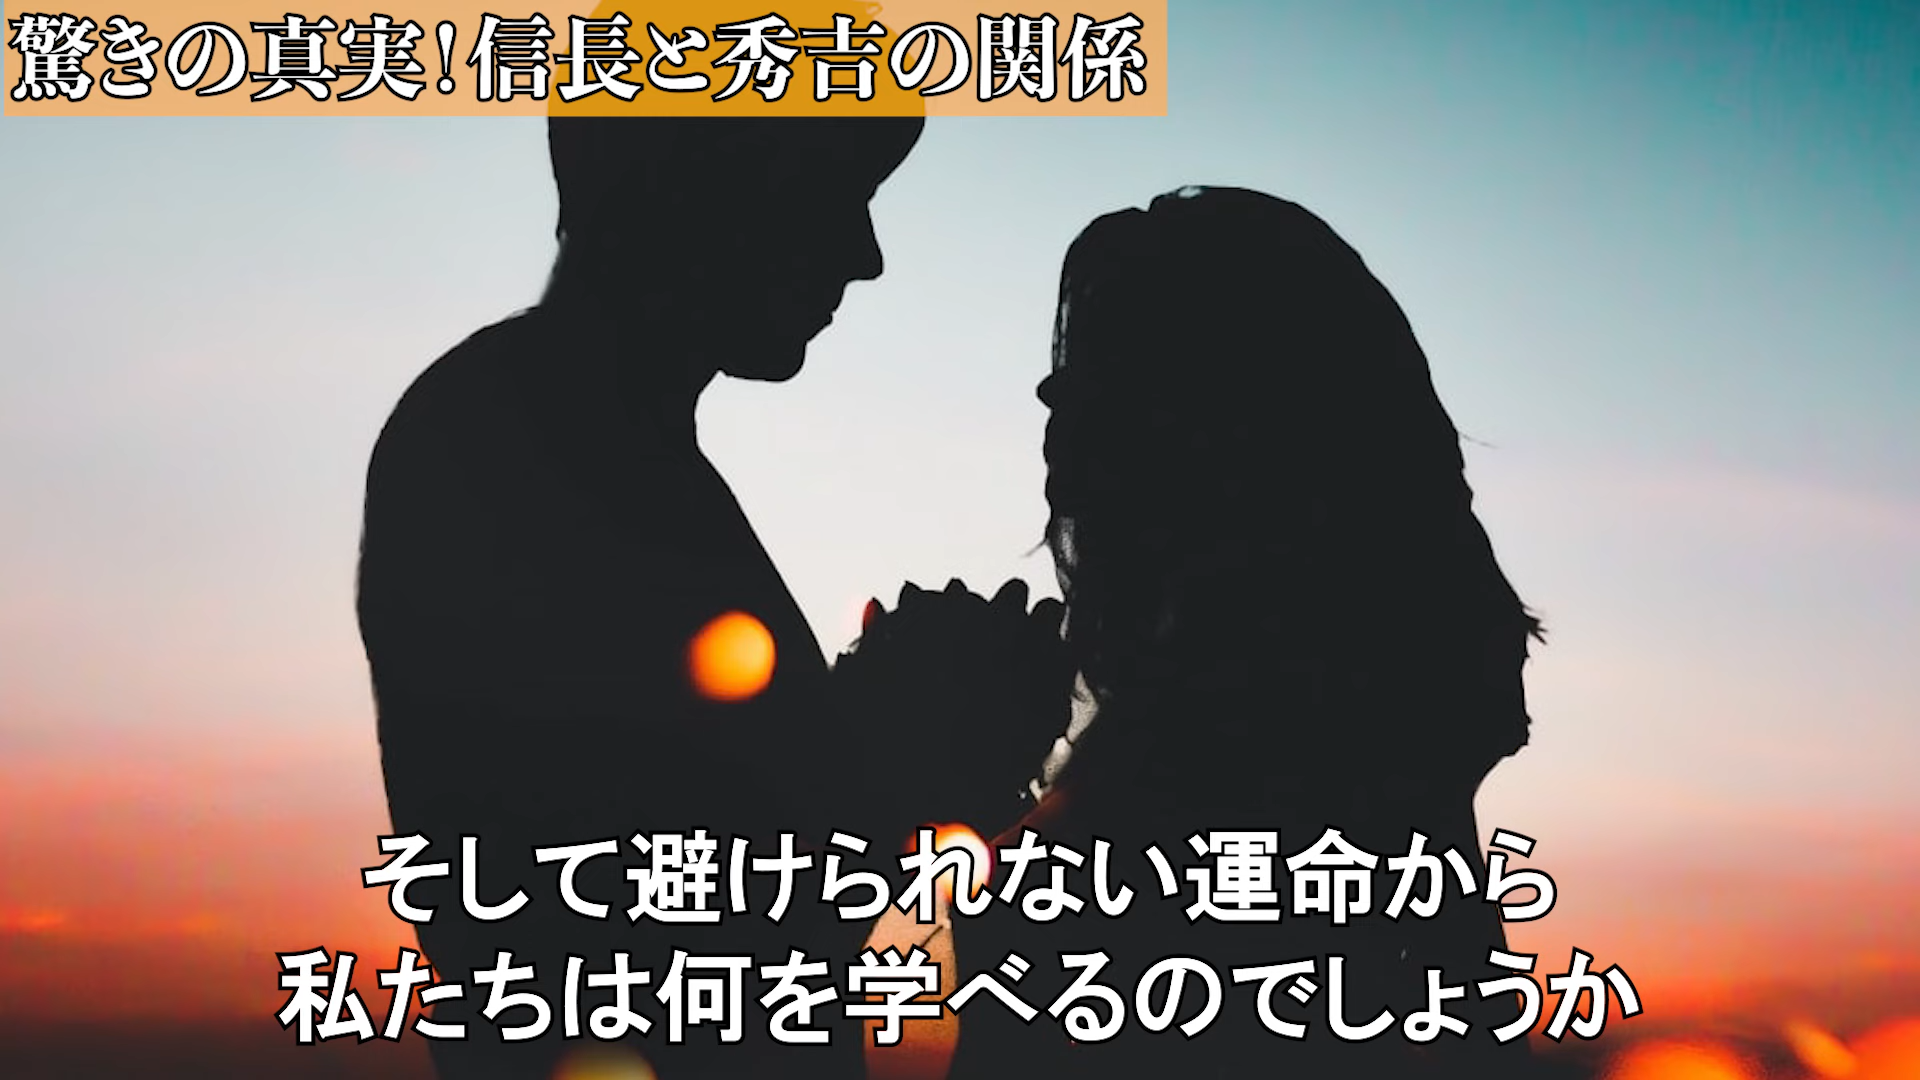 驚きの真実！信長と秀吉の関係
そして避けられない運命から
私たちは何を学べるのでしょうか